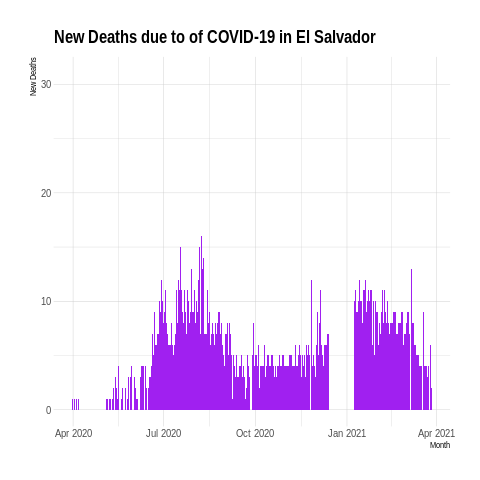 New Deaths due to of COVID-19 in El Salvador
New Deaths
30
20
10
0
Apr 2020 Jul 2020 Oct 2020 Jan 2021 Apr 2021
Month